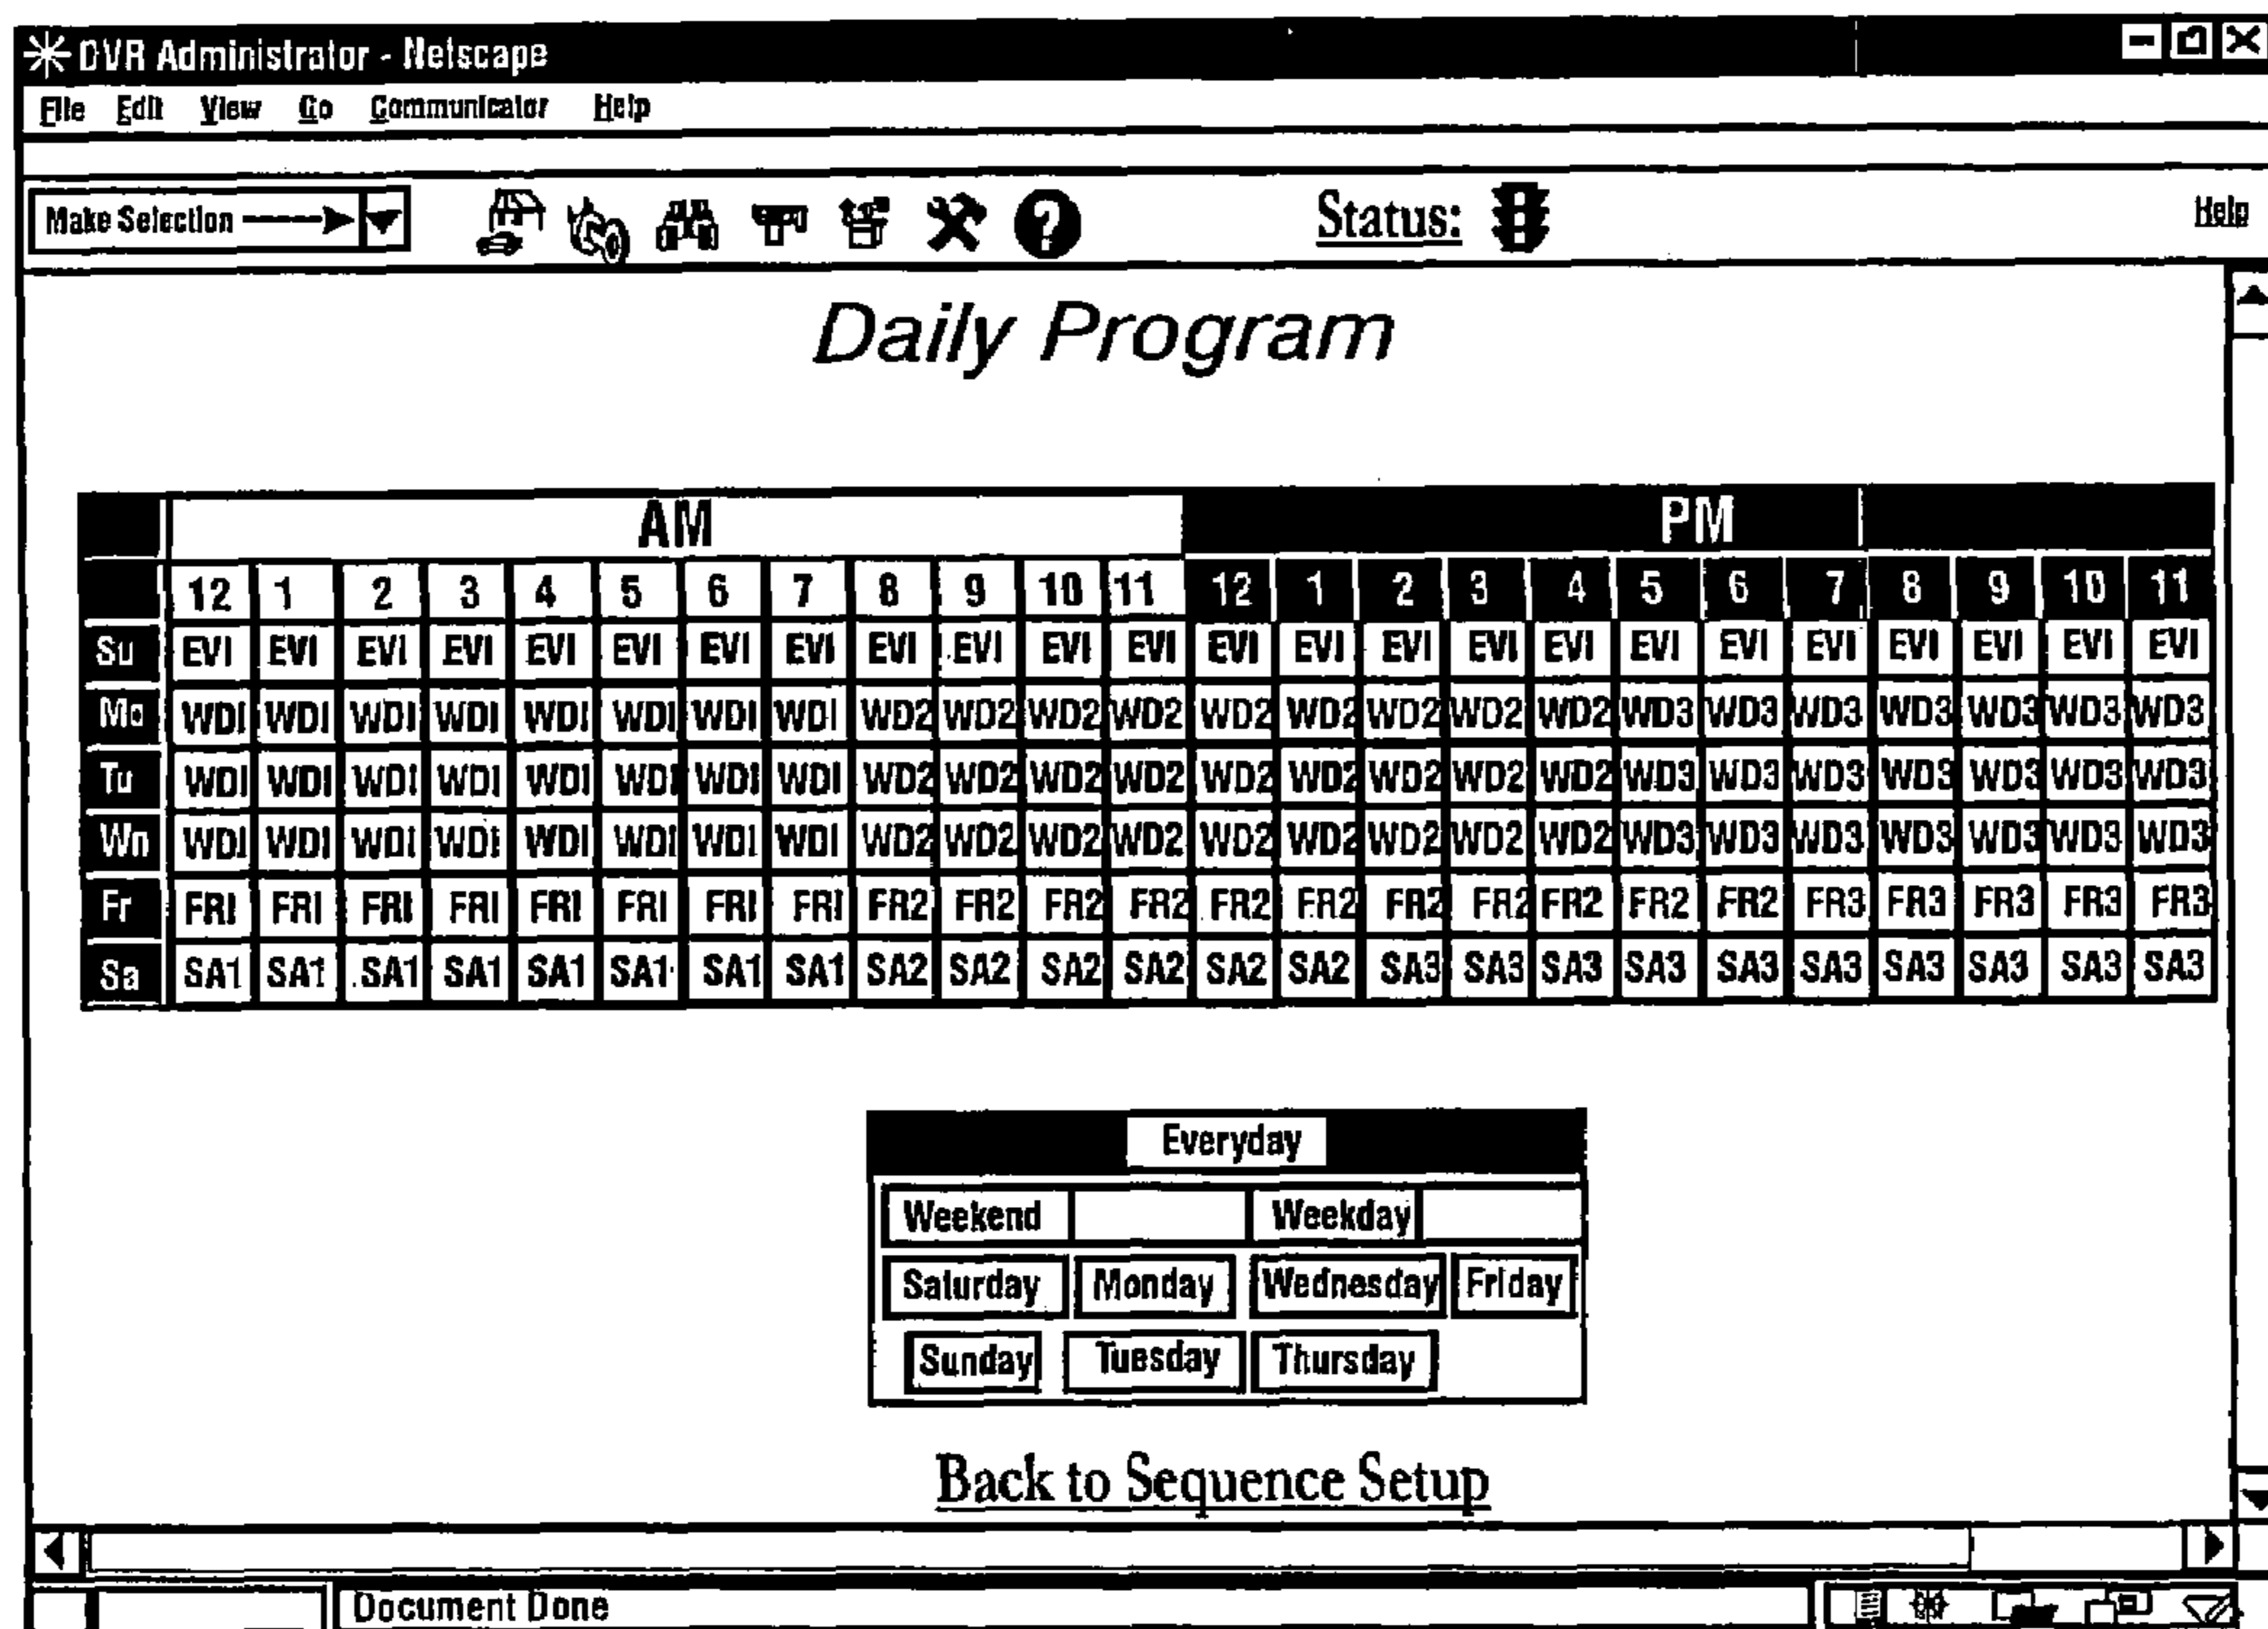 DVR Administrator - Netscape
File Edit View Go Communicator Help
Make Selection ? Status: Help
Daily Program
AM PM
12 1 2 3 4 5 6 7 8 9 10 11 12 1 2 3 4 5 6 7 8 9 10 11
Su EVI EVI EVI EVI EVI EVI EVI EVI EVI EVI EVI EVI EVI EVI EVI EVI EVI EVI EVI EVI EVI EVI EVI EVI
Mo WDI WDI WDI WDI WDI WDI WDI WDI WD2 WD2 WD2 WD2 WD2 WD2 WD2 WD2 WD2 WD3 WD3 WD3 WD3 WD3 WD3 WD3
Tu WDI WDI WDI WDI WDI WDI WDI WDI WD2 WD2 WD2 WD2 WD2 WD2 WD2 WD2 WD2 WD3 WD3 WD3 WD3 WD3 WD3 WD3
Wn WDI WDI WDI WDI WDI WDI WDI WDI WD2 WD2 WD2 WD2 WD2 WD2 WD2 WD2 WD2 WD3 WD3 WD3 WD3 WD3 WD3 WD3
Fr FRI FRI FRI FRI FRI FRI FRI FRI FR2 FR2 FR2 FR2 FR2 FR2 FR2 FR2 FR2 FR2 FR2 FR3 FR3 FR3 FR3 FR3
Sa SA1 SA1 SA1 SA1 SA1 SA1 SA1 SA1 SA2 SA2 SA2 SA2 SA2 SA2 SA3 SA3 SA3 SA3 SA3 SA3 SA3 SA3 SA3 SA3
Everyday
Weekend Weekday
Saturday Monday Wednesday Friday
Sunday Tuesday Thursday
Back to Sequence Setup
Document Done